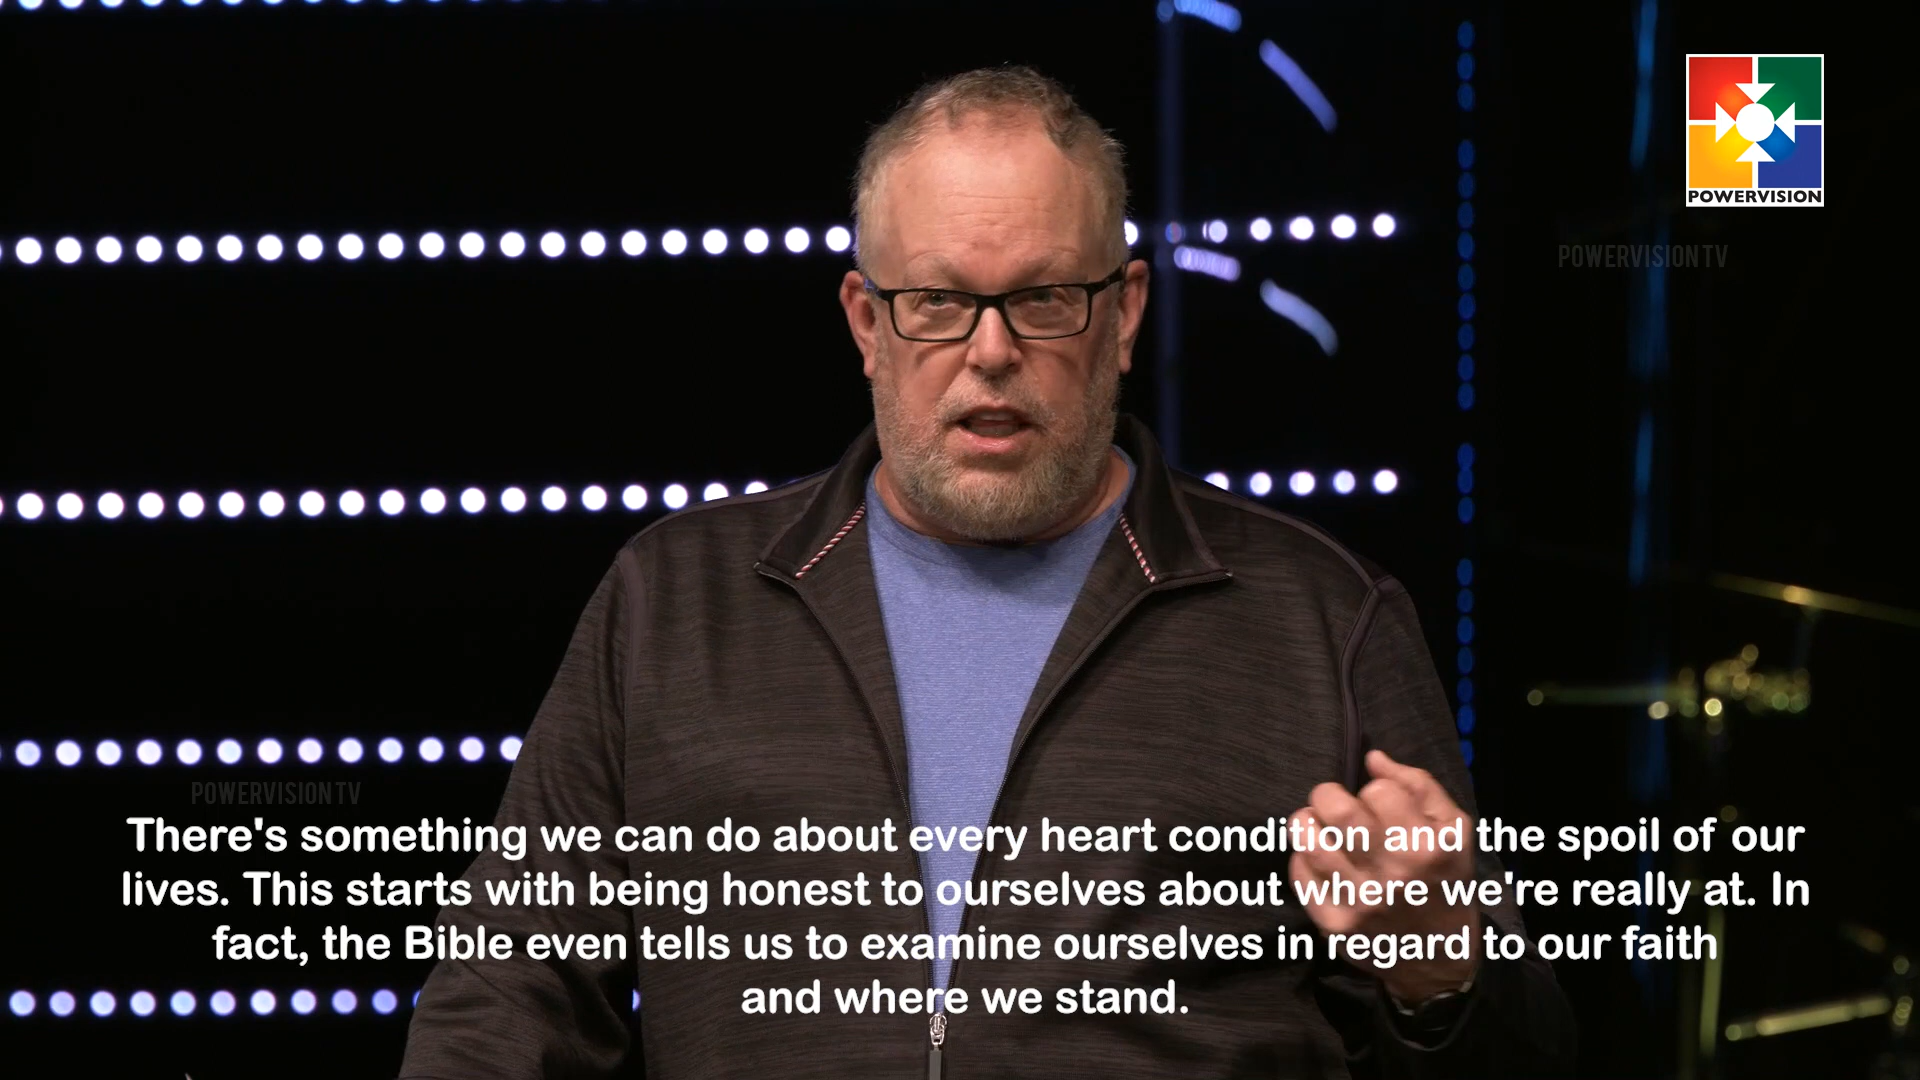 POWERVISION
POWERVISION TV
POWERVISION TV
There's something we can do about every heart condition and the spoil of our
lives. This starts with being honest to ourselves about where we're really at. In
fact, the Bible even tells us to examine ourselves in regard to our faith
and where we stand.